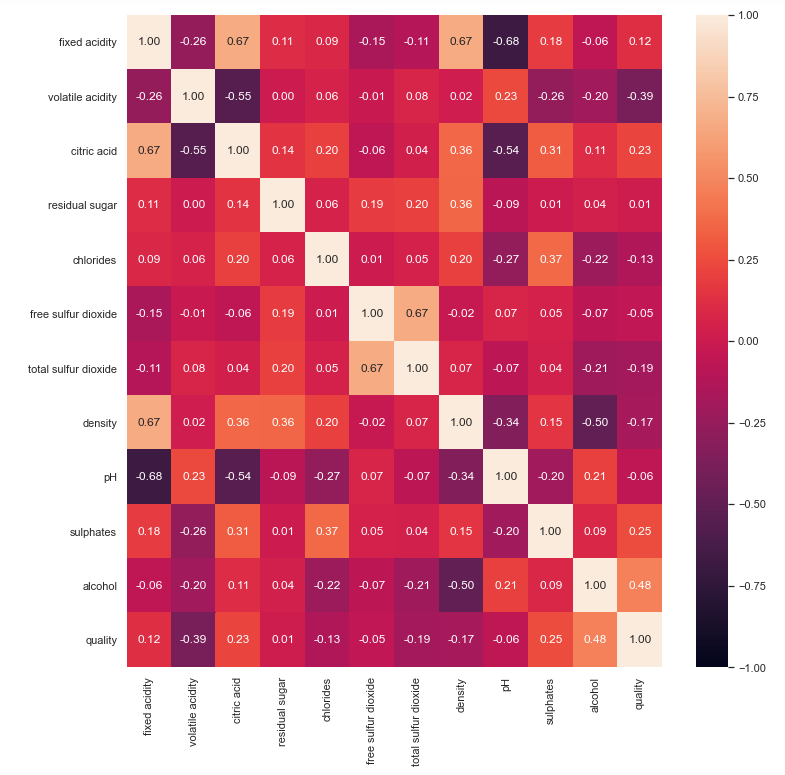 fixed acidity 1.00 -0.26 0.67 0.11 0.09 -0.15 -0.11 0.67 -0.68 0.18 -0.06 0.12
volatile acidity -0.26 1.00 -0.55 0.00 0.06 -0.01 0.08 0.02 0.23 -0.26 -0.20 -0.39
citric acid 0.67 -0.55 1.00 0.14 0.20 -0.06 0.04 0.36 -0.54 0.31 0.11 0.23
residual sugar 0.11 0.00 0.14 1.00 0.06 0.19 0.20 0.36 -0.09 0.01 0.04 0.01
chlorides 0.09 0.06 0.20 0.06 1.00 0.01 0.05 0.20 -0.27 0.37 -0.22 -0.13
free sulfur dioxide -0.15 -0.01 -0.06 0.19 0.01 1.00 0.67 -0.02 0.07 0.05 -0.07 -0.05
total sulfur dioxide -0.11 0.08 0.04 0.20 0.05 0.67 1.00 0.07 -0.07 0.04 -0.21 -0.19
density 0.67 0.02 0.36 0.36 0.20 -0.02 0.07 1.00 -0.34 0.15 -0.50 -0.17
pH -0.68 0.23 -0.54 -0.09 -0.27 0.07 -0.07 -0.34 1.00 -0.20 0.21 -0.06
sulphates 0.18 -0.26 0.31 0.01 0.37 0.05 0.04 0.15 -0.20 1.00 0.09 0.25
alcohol -0.06 -0.20 0.11 0.04 -0.22 -0.07 -0.21 -0.50 0.21 0.09 1.00 0.48
quality 0.12 -0.39 0.23 0.01 -0.13 -0.05 -0.19 -0.17 -0.06 0.25 0.48 1.00
fixed acidity
volatile acidity
citric acid
residual sugar
chlorides
free sulfur dioxide
total sulfur dioxide
density
pH
sulphates
alcohol
quality
1.00
0.75
0.50
0.25
0.00
−0.25
−0.50
−0.75
−1.00